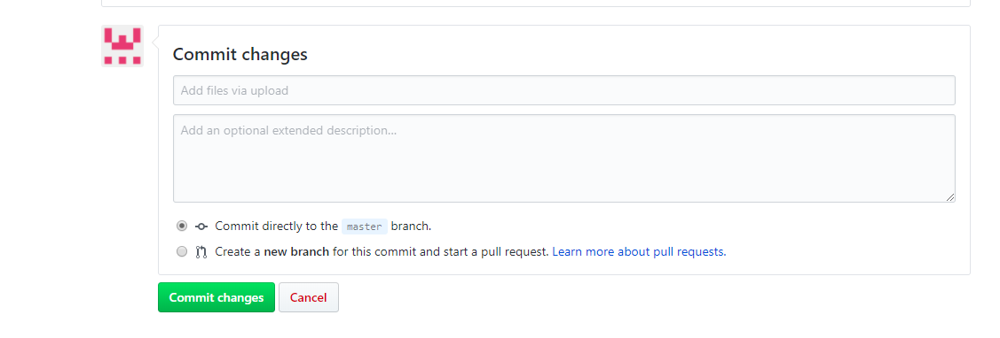 Commit changes
Add files via upload
Add an optional extended description...
Commit directly to the master branch.
Create a new branch for this commit and start a pull request. Learn more about pull requests.
Commit changes Cancel